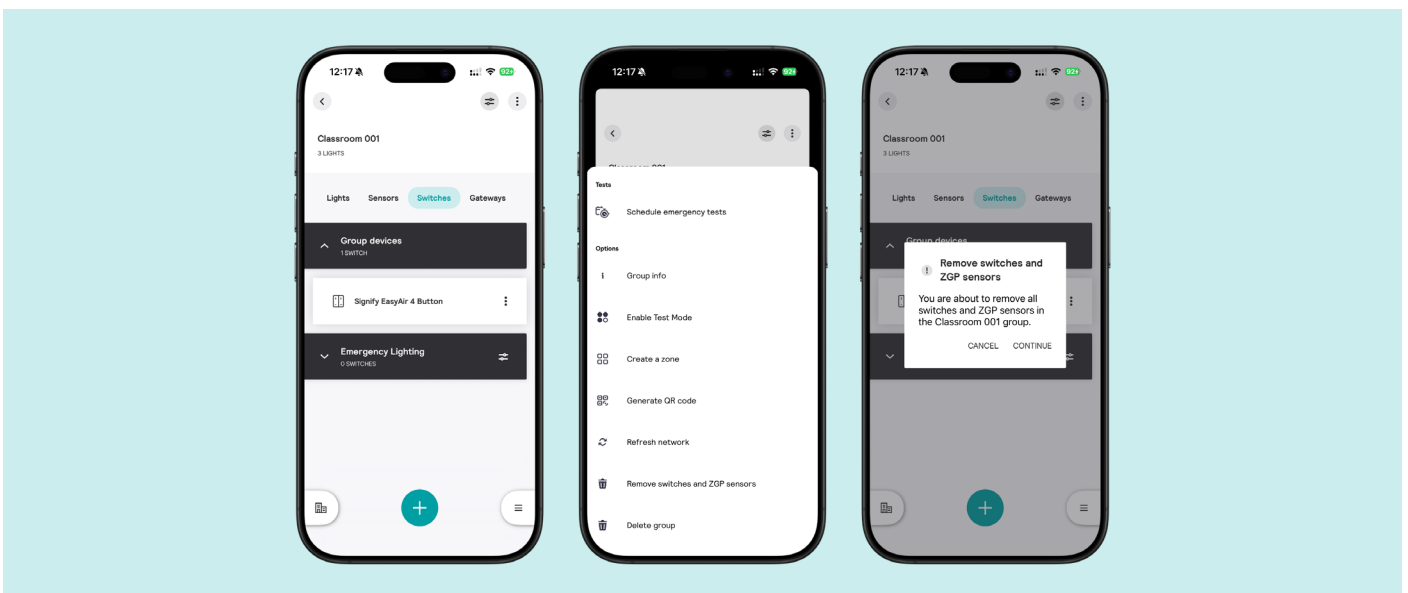 12:17
92+
Classroom 001
3 LIGHTS
Lights Sensors Switches Gateways
Group devices
1 SWITCH
Signify EasyAir 4 Button
Emergency Lighting
0 SWITCHES
12:17
92+
Classroom 001
Tests
Schedule emergency tests
Options
i Group info
Enable Test Mode
Create a zone
Generate QR code
Refresh network
Remove switches and ZGP sensors
Delete group
12:17
92+
Classroom 001
3 LIGHTS
Lights Sensors Switches Gateways
Group devices
! Remove switches and
ZGP sensors
You are about to remove all
switches and ZGP sensors in
the Classroom 001 group.
CANCEL CONTINUE